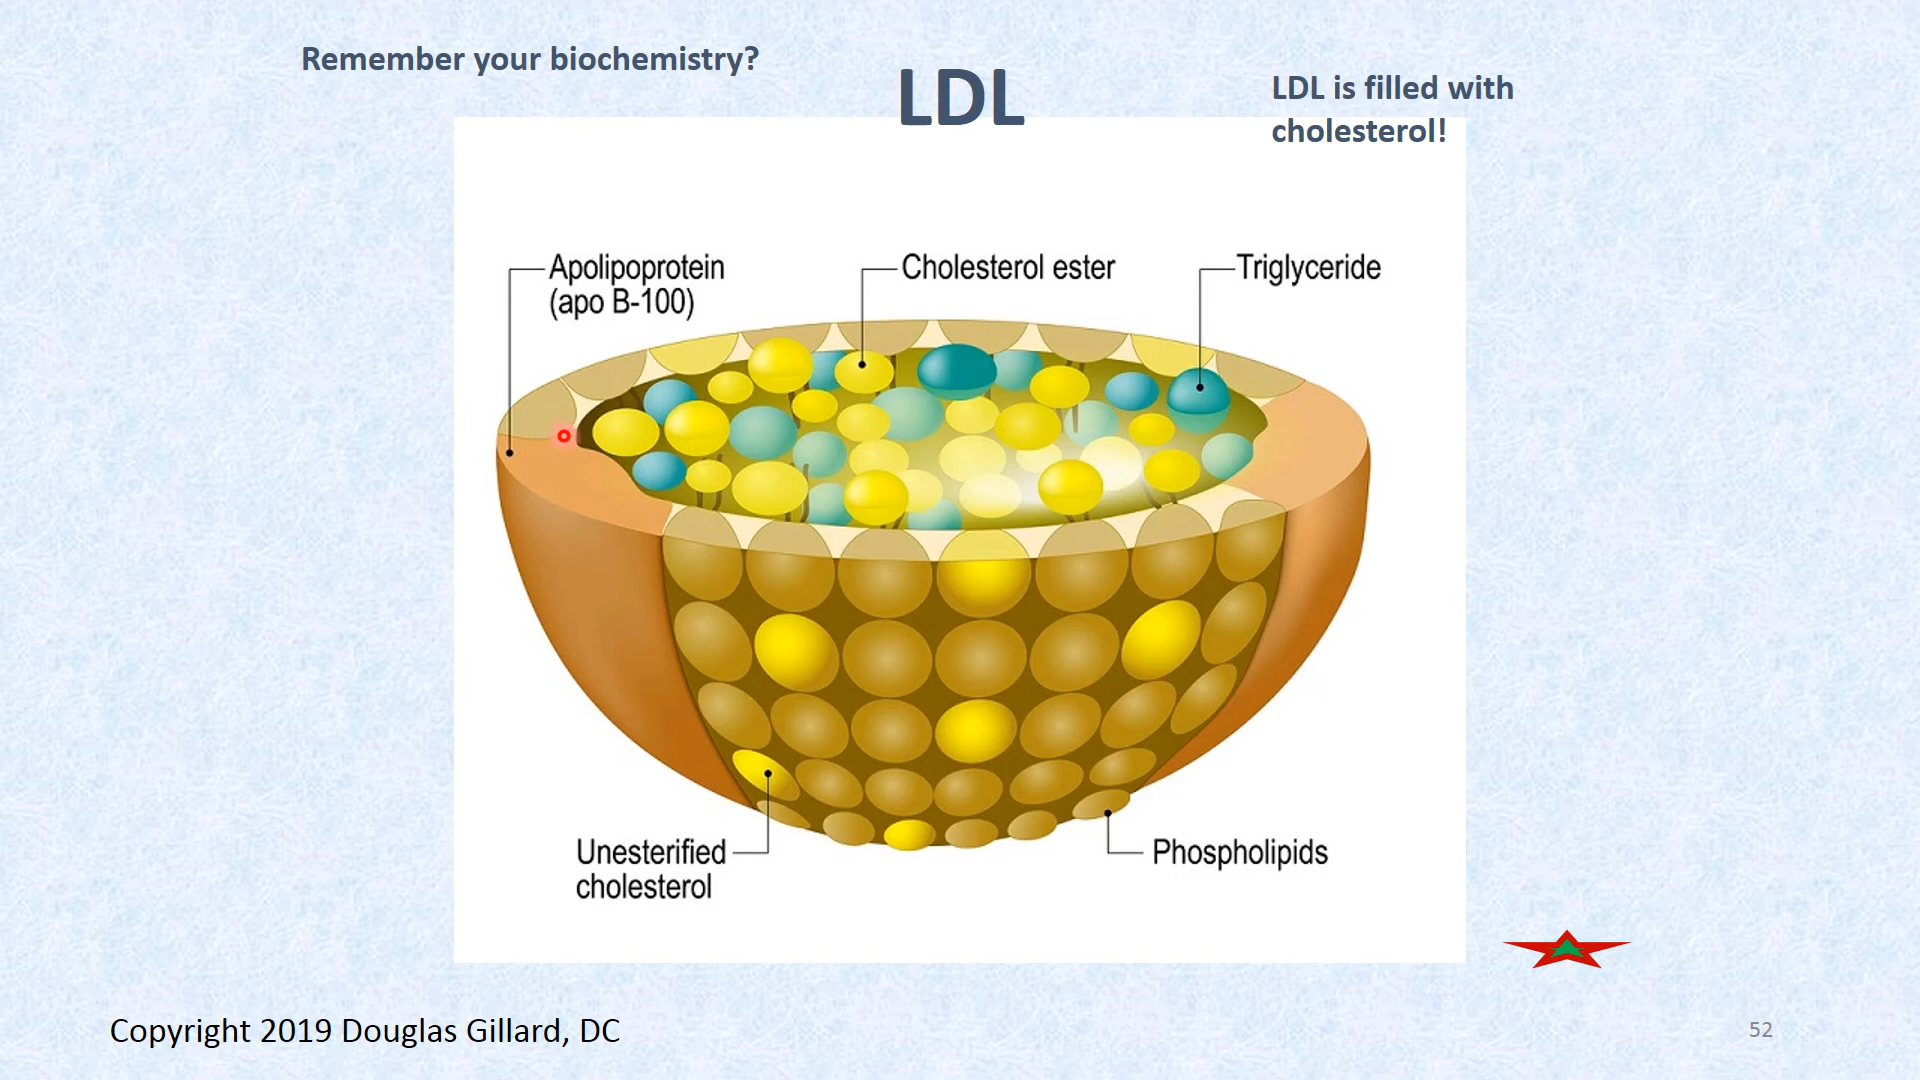 Remember your biochemistry?
LDL
LDL is filled with
cholesterol!
Apolipoprotein
(apo B-100)
Cholesterol ester
Triglyceride
Unesterified
cholesterol
Phospholipids
Copyright 2019 Douglas Gillard, DC
52